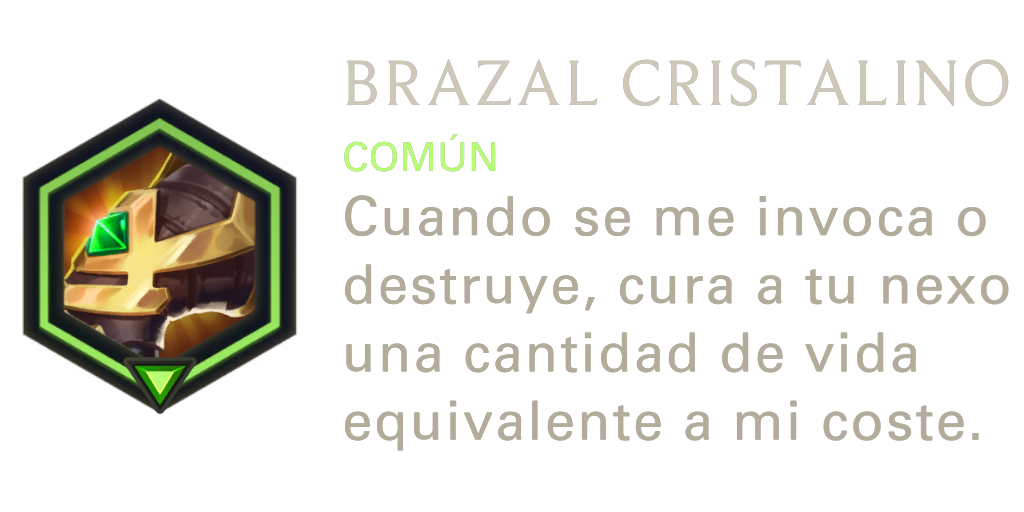 BRAZAL CRISTALINO
COMÚN
Cuando se me invoca o
destruye, cura a tu nexo
una cantidad de vida
equivalente a mi coste.